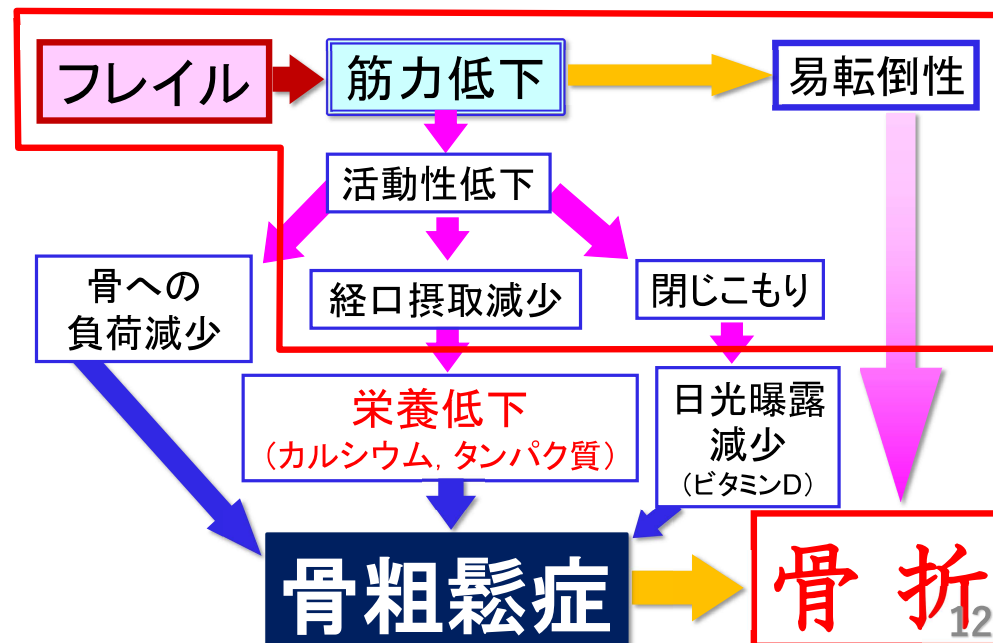 フレイル
筋力低下
易転倒性
活動性低下
骨への
負荷減少
経口摂取減少
閉じこもり
栄養低下
（カルシウム, タンパク質）
日光曝露
減少
（ビタミンD）
骨粗鬆症
骨 折
12